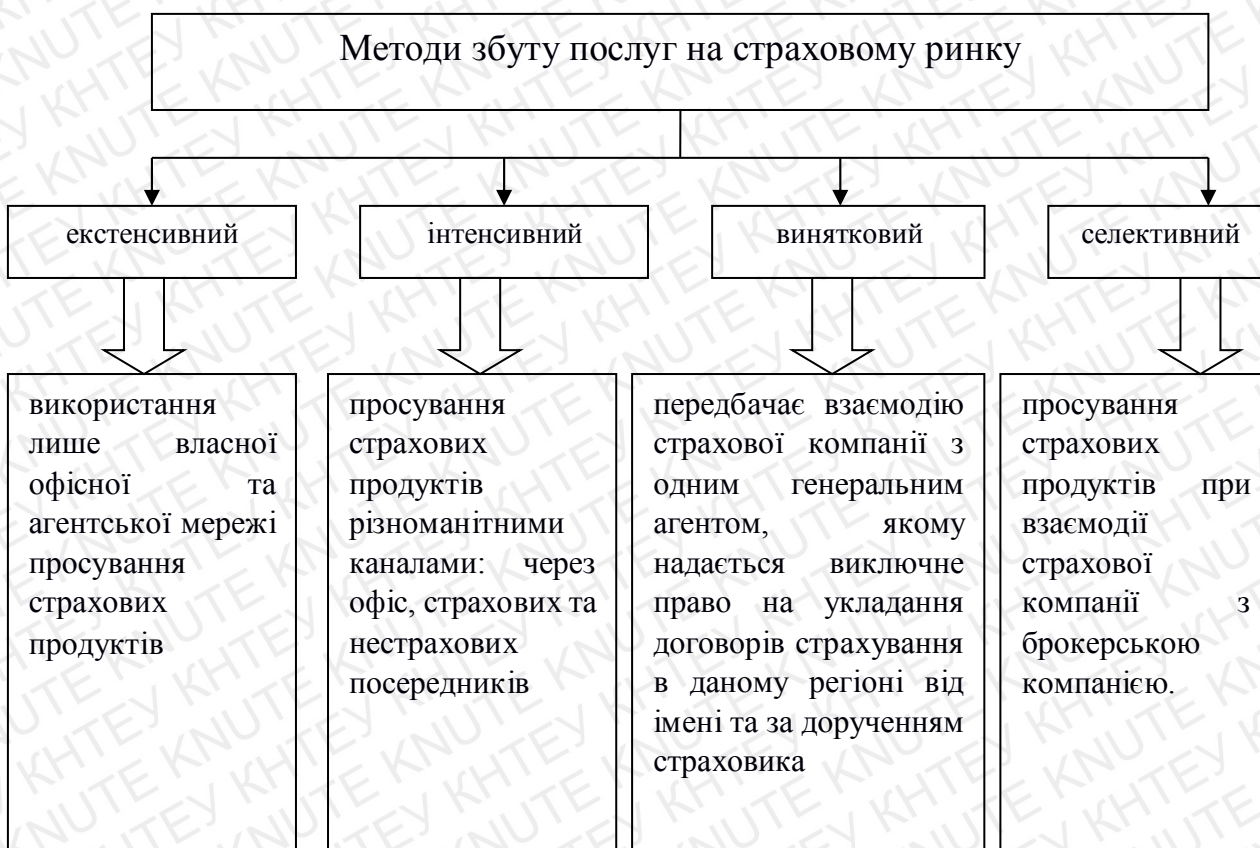 Методи збуту послуг на страховому ринку
екстенсивний
інтенсивний
винятковий
селективний
використання
лише власної
офісної та
агентської мережі
просування
страхових
продуктів
просування
страхових
продуктів
різноманітними
каналами: через
офіс, страхових та
нестрахових
посередників
передбачає взаємодію
страхової компанії з
одним генеральним
агентом, якому
надається виключне
право на укладання
договорів страхування
в даному регіоні від
імені та за дорученням
страховика
просування
страхових
продуктів при
взаємодії
страхової
компанії з
брокерською
компанією.